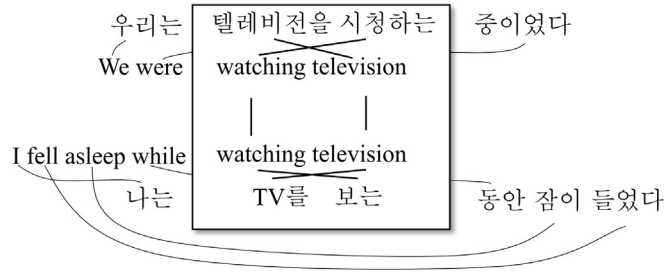 우리는 텔레비전을 시청하는 중이었다
We were watching television
I fell asleep while watching television
나는 TV를 보는 동안 잠이 들었다